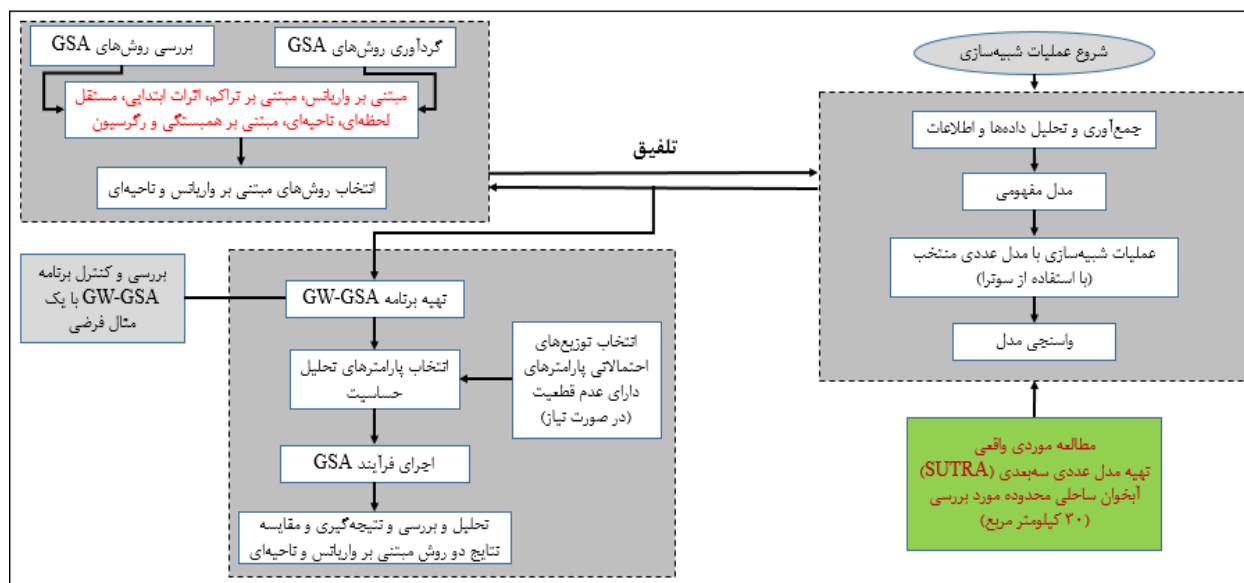 شروع عملیات شبیه‌سازی
جمع‌آوری و تحلیل داده‌ها و اطلاعات
مدل مفهومی
عملیات شبیه‌سازی با مدل عددی منتخب
(با استفاده از سوترا)
واسنجی مدل
مطالعه موردی واقعی
تهیه مدل عددی سه‌بعدی (SUTRA)
آبخوان ساحلی محدوده مورد بررسی
(۳۰ کیلومتر مربع)
تلفیق
گردآوری روش‌های GSA
بررسی روش‌های GSA
مبتنی بر واریانس، مبتنی بر تراکم، اثرات ابتدایی، مستقل
لحظه‌ای، ناحیه‌ای، مبتنی بر همبستگی و رگرسیون
انتخاب روش‌های مبتنی بر واریانس و ناحیه‌ای
تهیه برنامه GW-GSA
بررسی و کنترل برنامه
GW-GSA با یک
مثال فرضی
انتخاب توزیع‌های
احتمالاتی پارامترهای
دارای عدم قطعیت
(در صورت نیاز)
انتخاب پارامترهای تحلیل
حساسیت
اجرای فرآیند GSA
تحلیل و بررسی و نتیجه‌گیری و مقایسه
نتایج دو روش مبتنی بر واریانس و ناحیه‌ای